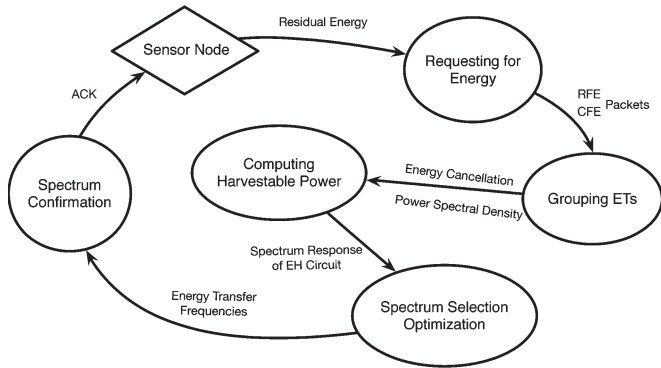 Residual Energy
Sensor Node
Requesting for
Energy
ACK
RFE
CFE
Packets
Computing
Harvestable Power
Energy Cancellation
Power Spectral Density
Grouping ETs
Spectrum
Confirmation
Spectrum Response
of EH Circuit
Energy Transfer
Frequencies
Spectrum Selection
Optimization